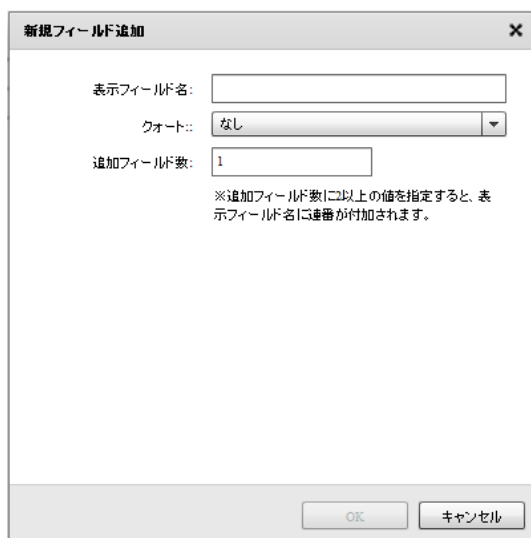 新規フィールド追加
表示フィールド名:
クォート::
なし
追加フィールド数:
1
※追加フィールド数に2以上の値を指定すると、表
示フィールド名に連番が付加されます。
OK
キャンセル